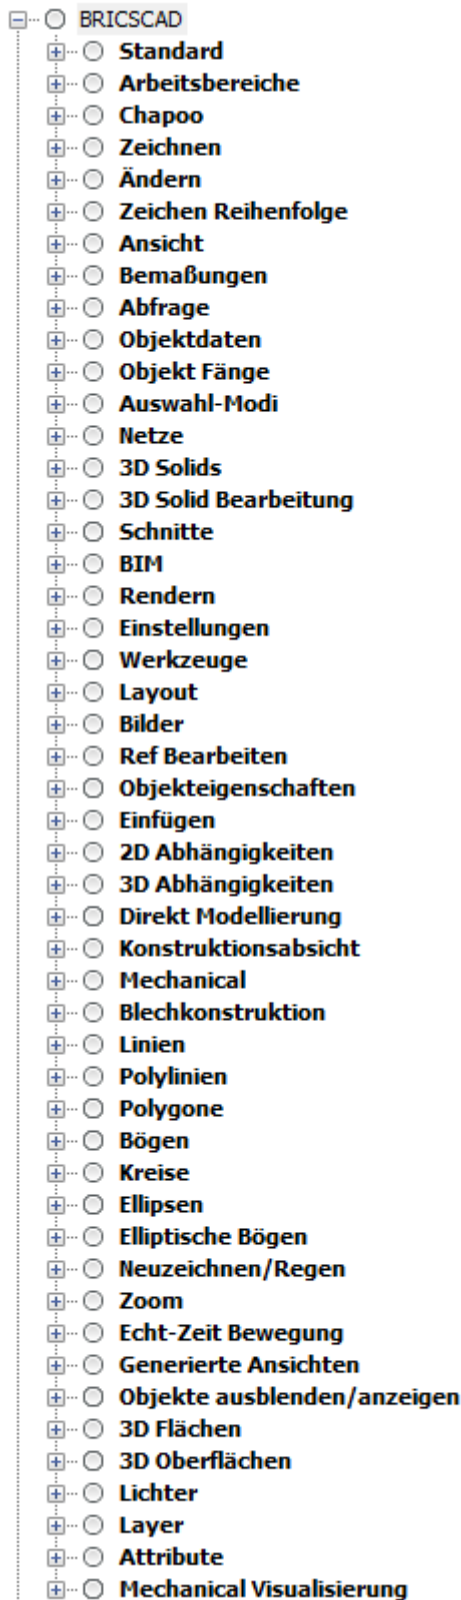 BRICSCAD
Standard
Arbeitsbereiche
Chapoo
Zeichnen
Ändern
Zeichen Reihenfolge
Ansicht
Bemaßungen
Abfrage
Objektdaten
Objekt Fänge
Auswahl-Modi
Netze
3D Solids
3D Solid Bearbeitung
Schnitte
BIM
Rendern
Einstellungen
Werkzeuge
Layout
Bilder
Ref Bearbeiten
Objekteigenschaften
Einfügen
2D Abhängigkeiten
3D Abhängigkeiten
Direkt Modellierung
Konstruktionsabsicht
Mechanical
Blechkonstruktion
Linien
Polylinien
Polygone
Bögen
Kreise
Ellipsen
Elliptische Bögen
Neuzeichnen/Regen
Zoom
Echt-Zeit Bewegung
Generierte Ansichten
Objekte ausblenden/anzeigen
3D Flächen
3D Oberflächen
Lichter
Layer
Attribute
Mechanical Visualisierung